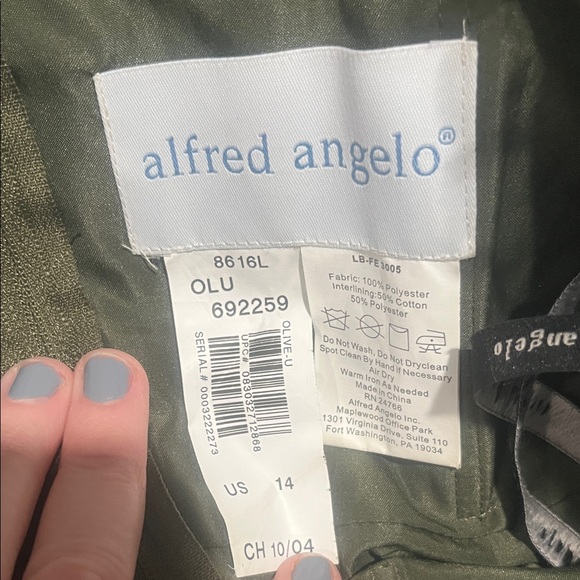 alfred angelo®
8616L
OLU
692259
OLIVE-U
UPC# 083032712868
SERIAL# 0003222273
US 14
CH 10/04
LB-FE 3005
Fabric: 100% Polyester
Interlining: 50% Cotton
50% Polyester
Do Not Wash, Do Not Dryclean
Spot Clean By Hand if Necessary
Air Dry
Warm Iron As Needed
Made in China
RN 24766
Alfred Angelo Inc.
Maplewood Office Park
1301 Virginia Drive, Suite 110
Fort Washington, PA 19034
angelo